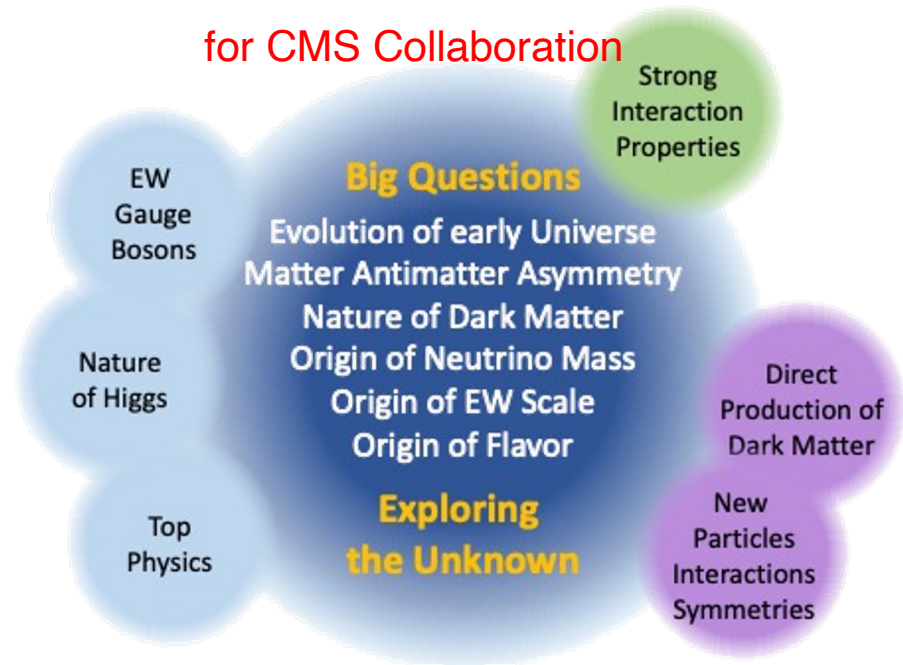 for CMS Collaboration
Strong
Interaction
Properties
EW
Gauge
Bosons
Big Questions
Evolution of early Universe
Matter Antimatter Asymmetry
Nature of Dark Matter
Origin of Neutrino Mass
Origin of EW Scale
Origin of Flavor
Exploring
the Unknown
Nature
of Higgs
Top
Physics
Direct
Production of
Dark Matter
New
Particles
Interactions
Symmetries